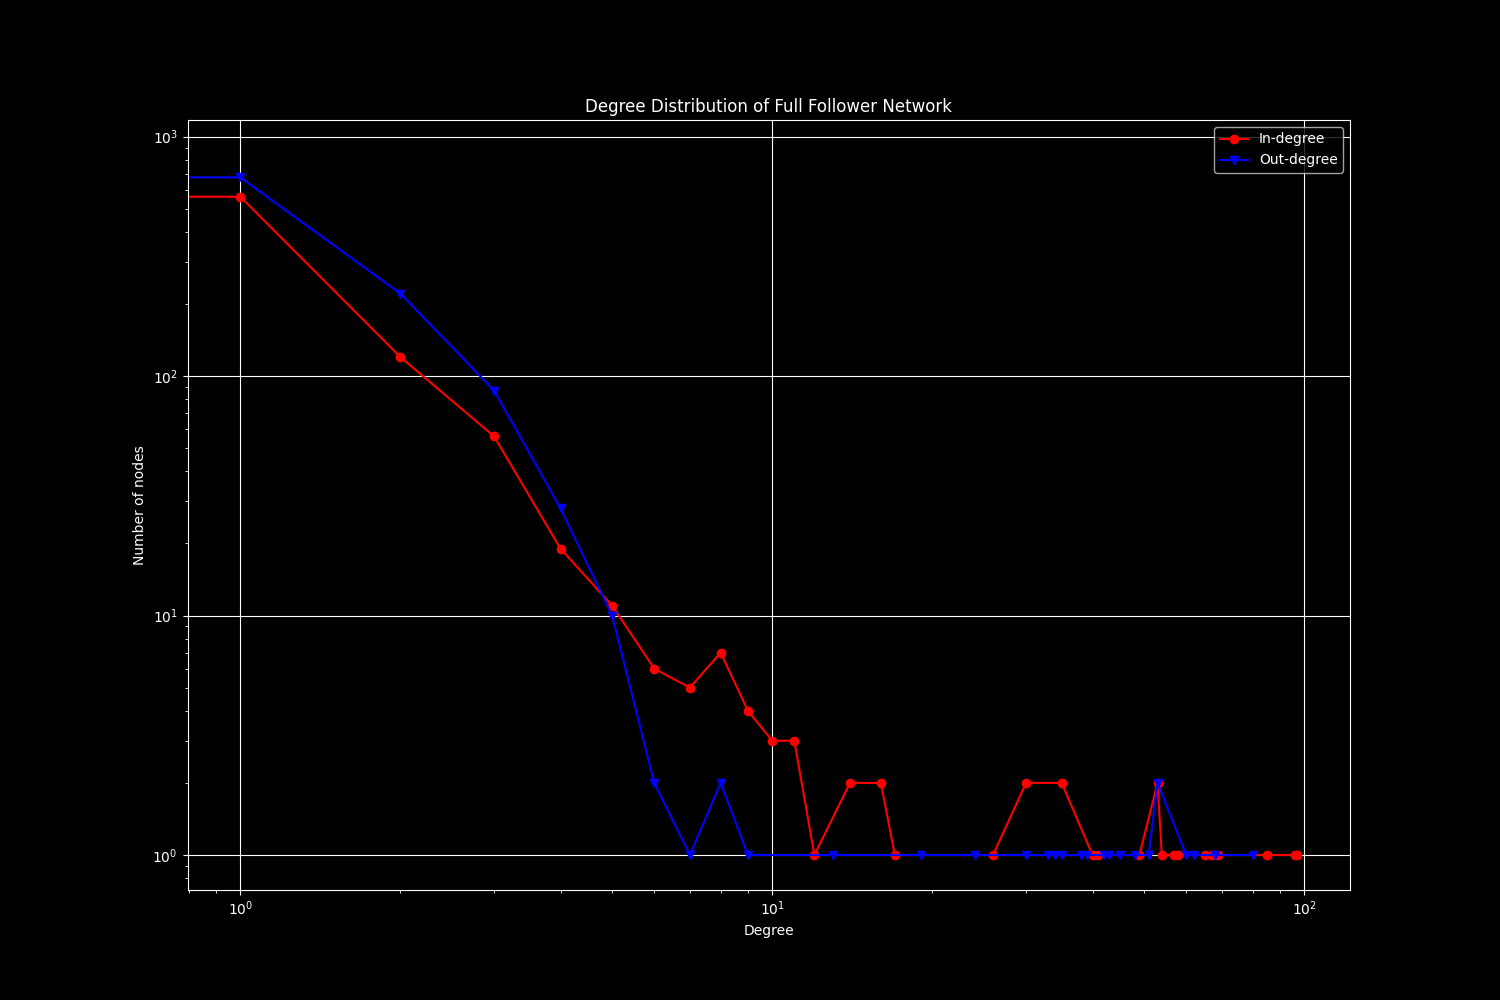 Degree Distribution of Full Follower Network
In-degree
Out-degree
10³
10²
10¹
10⁰
Number of nodes
10⁰
10¹
10²
Degree